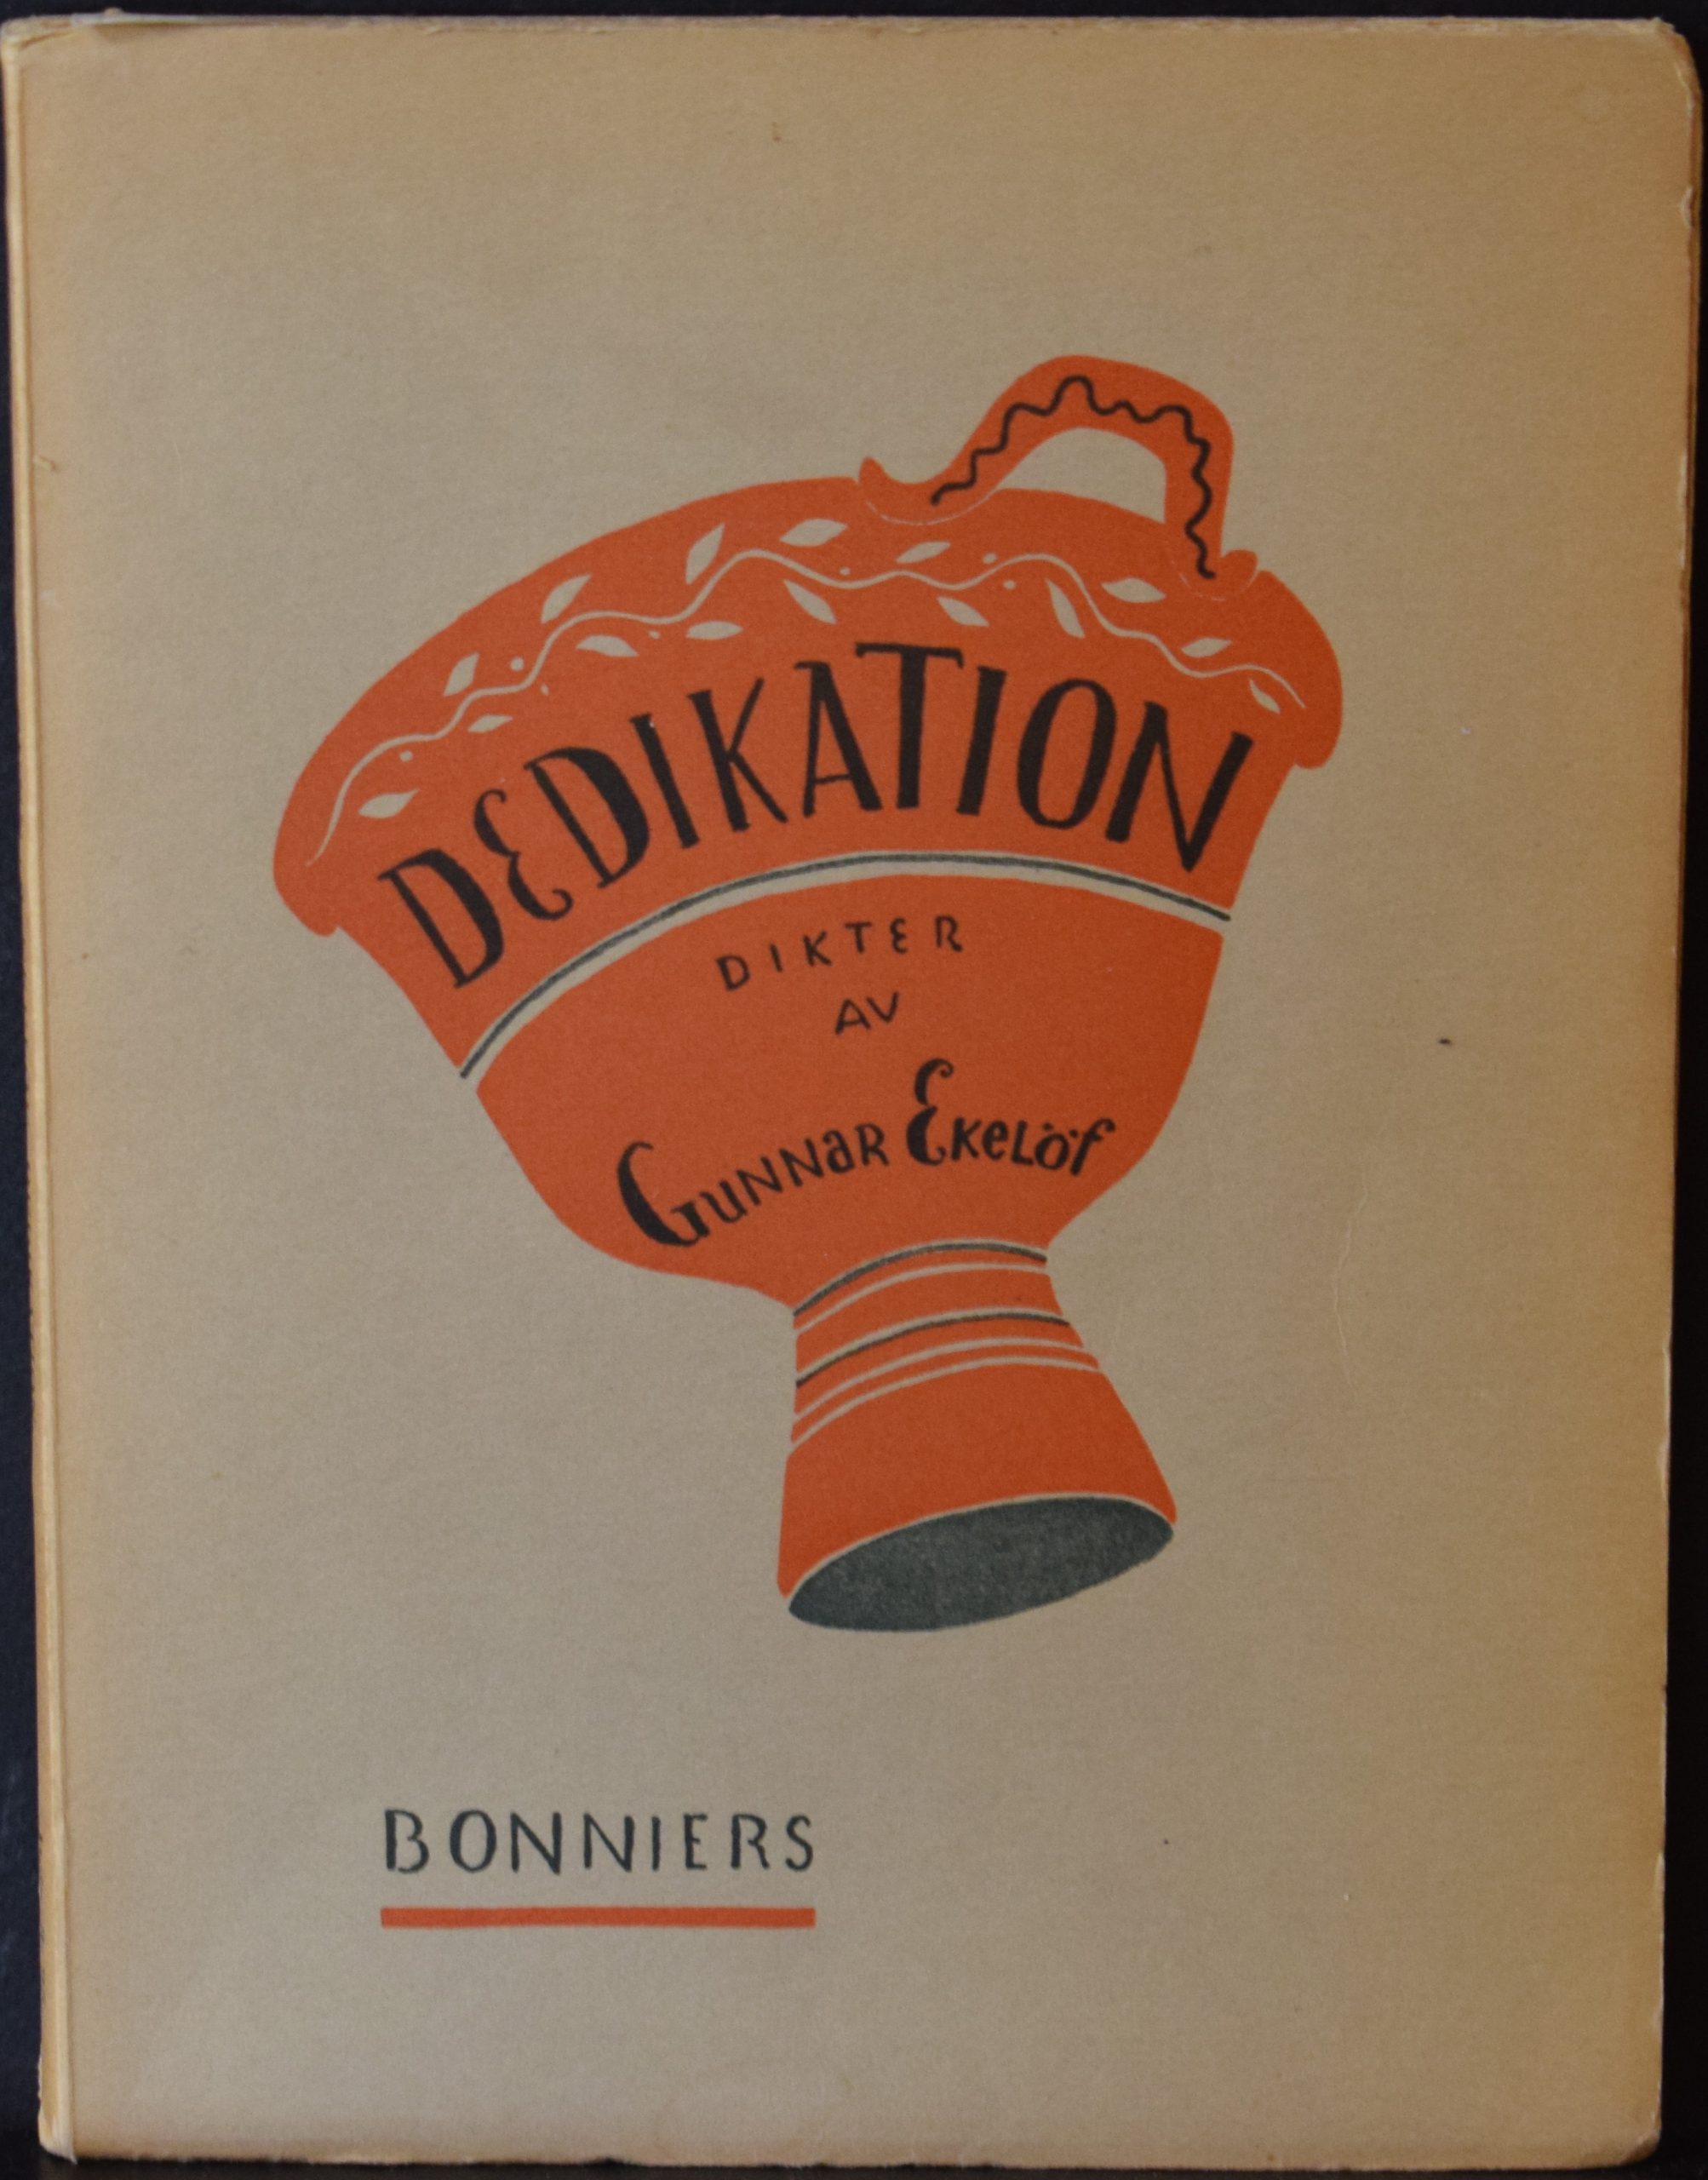 DEDIKATION
DIKTER
AV
GUNNaR EKeLöf
BONNIERS